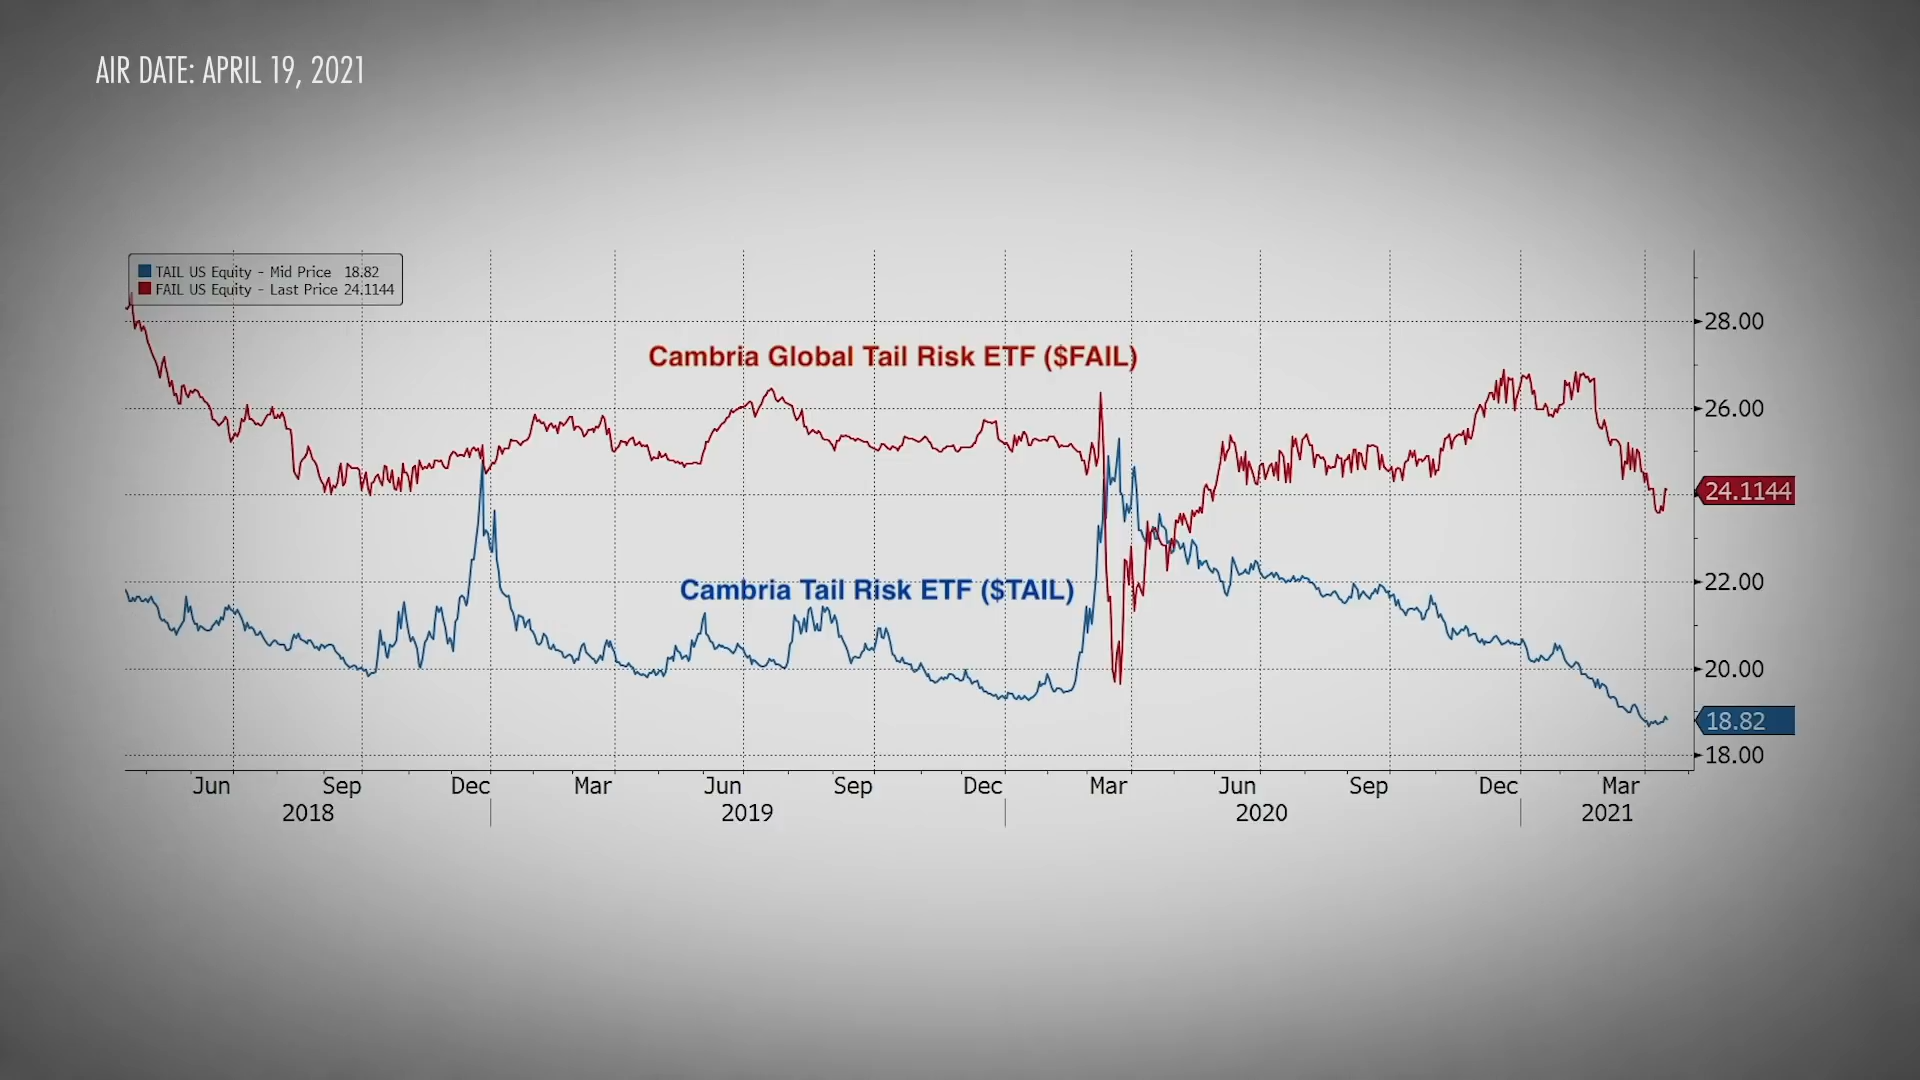 AIR DATE: APRIL 19, 2021
TAIL US Equity - Mid Price 18.82
FAIL US Equity - Last Price 24.1144
Cambria Global Tail Risk ETF ($FAIL)
Cambria Tail Risk ETF ($TAIL)
28.00
26.00
24.1144
22.00
20.00
18.82
18.00
Jun Sep Dec Mar Jun Sep Dec Mar Jun Sep Dec Mar
2018 2019 2020 2021